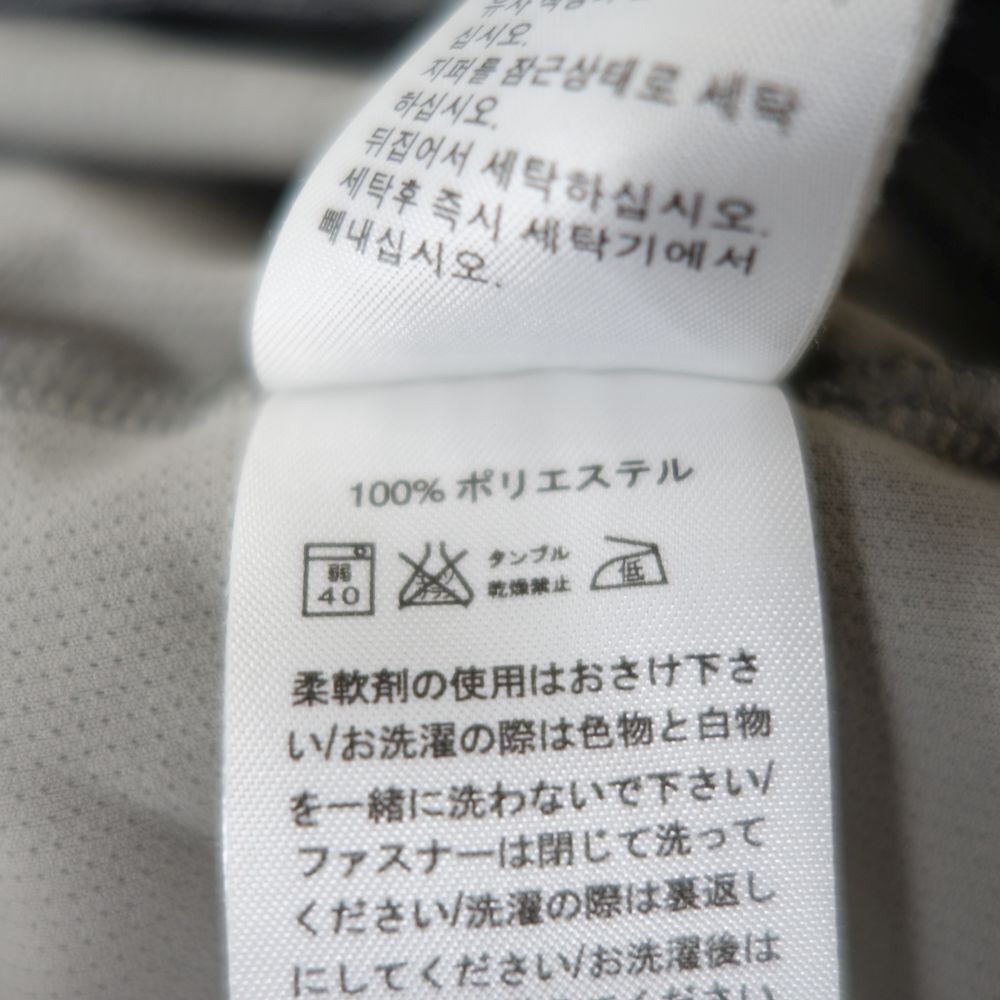 십시오.
지퍼를 잠근상태로 세탁
하십시오.
뒤집어서 세탁하십시오.
세탁후 즉시 세탁기에서
빼내십시오.
100% ポリエステル
弱
40
タンブル
乾燥禁止
低
柔軟剤の使用はおさけ下さ
い/お洗濯の際は色物と白物
を一緒に洗わないで下さい/
ファスナーは閉じて洗って
ください/洗濯の際は裏返し
にしてください/お洗濯後は
ください